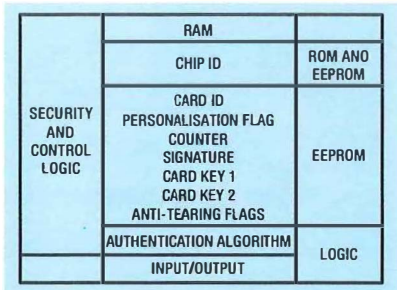 RAM
CHIP ID
ROM ANO
EEPROM
SECURITY
AND
CONTROL
LOGIC
CARD ID
PERSONALISATION FLAG
COUNTER
SIGNATURE
CARD KEY 1
CARD KEY 2
ANTI-TEARING FLAGS
EEPROM
AUTHENTICATION ALGORITHM
LOGIC
INPUT/OUTPUT